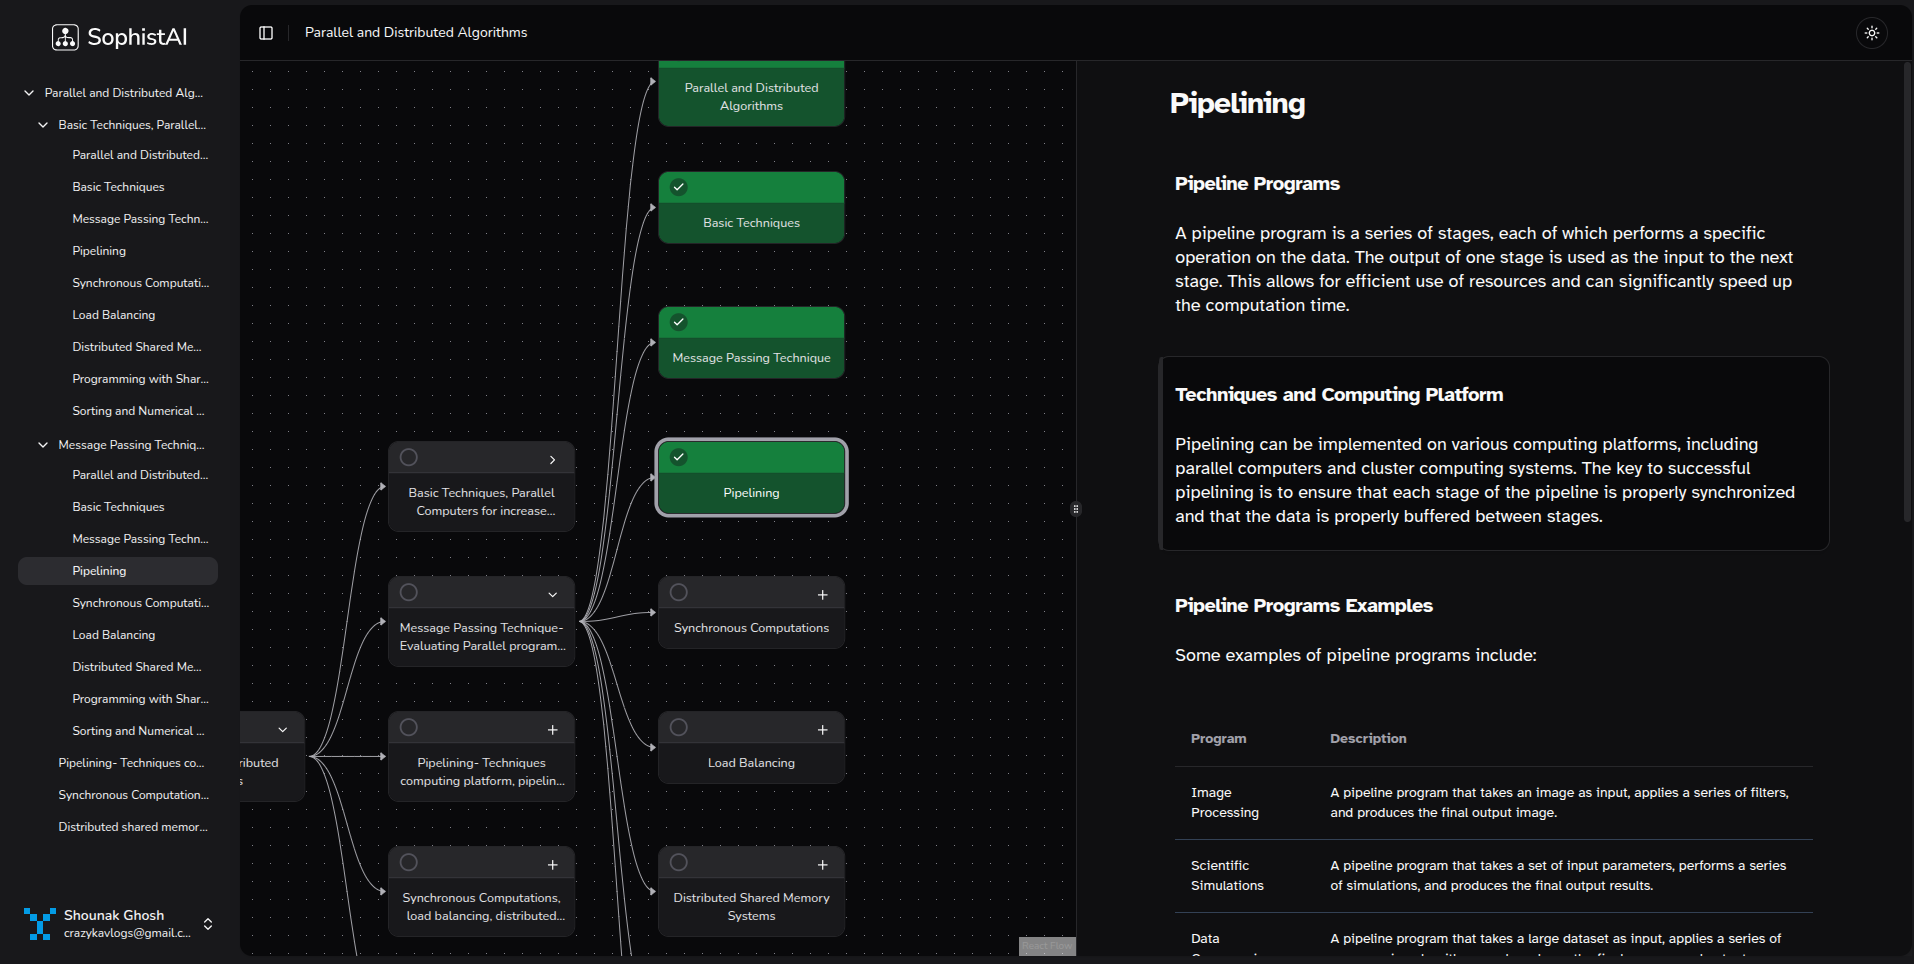 SophistAI
Parallel and Distributed Alg...
Basic Techniques, Parallel...
Parallel and Distributed...
Basic Techniques
Message Passing Techn...
Pipelining
Synchronous Computati...
Load Balancing
Distributed Shared Me...
Programming with Shar...
Sorting and Numerical ...
Message Passing Techniq...
Parallel and Distributed...
Basic Techniques
Message Passing Techn...
Pipelining
Synchronous Computati...
Load Balancing
Distributed Shared Me...
Programming with Shar...
Sorting and Numerical ...
Pipelining- Techniques co...
Synchronous Computation...
Distributed shared memor...
Shounak Ghosh
crazykavlogs@gmail.c...
Parallel and Distributed Algorithms
Parallel and Distributed
Algorithms
Basic Techniques
Message Passing Technique
Pipelining
Basic Techniques, Parallel
Computers for increase...
Message Passing Technique-
Evaluating Parallel program...
Synchronous Computations
ributed
s
Pipelining- Techniques
computing platform, pipelin...
Load Balancing
Synchronous Computations,
load balancing, distributed...
Distributed Shared Memory
Systems
React Flow
Pipelining
Pipeline Programs
A pipeline program is a series of stages, each of which performs a specific
operation on the data. The output of one stage is used as the input to the next
stage. This allows for efficient use of resources and can significantly speed up
the computation time.
Techniques and Computing Platform
Pipelining can be implemented on various computing platforms, including
parallel computers and cluster computing systems. The key to successful
pipelining is to ensure that each stage of the pipeline is properly synchronized
and that the data is properly buffered between stages.
Pipeline Programs Examples
Some examples of pipeline programs include:
Program Description
Image A pipeline program that takes an image as input, applies a series of filters,
Processing and produces the final output image.
Scientific A pipeline program that takes a set of input parameters, performs a series
Simulations of simulations, and produces the final output results.
Data A pipeline program that takes a large dataset as input, applies a series of